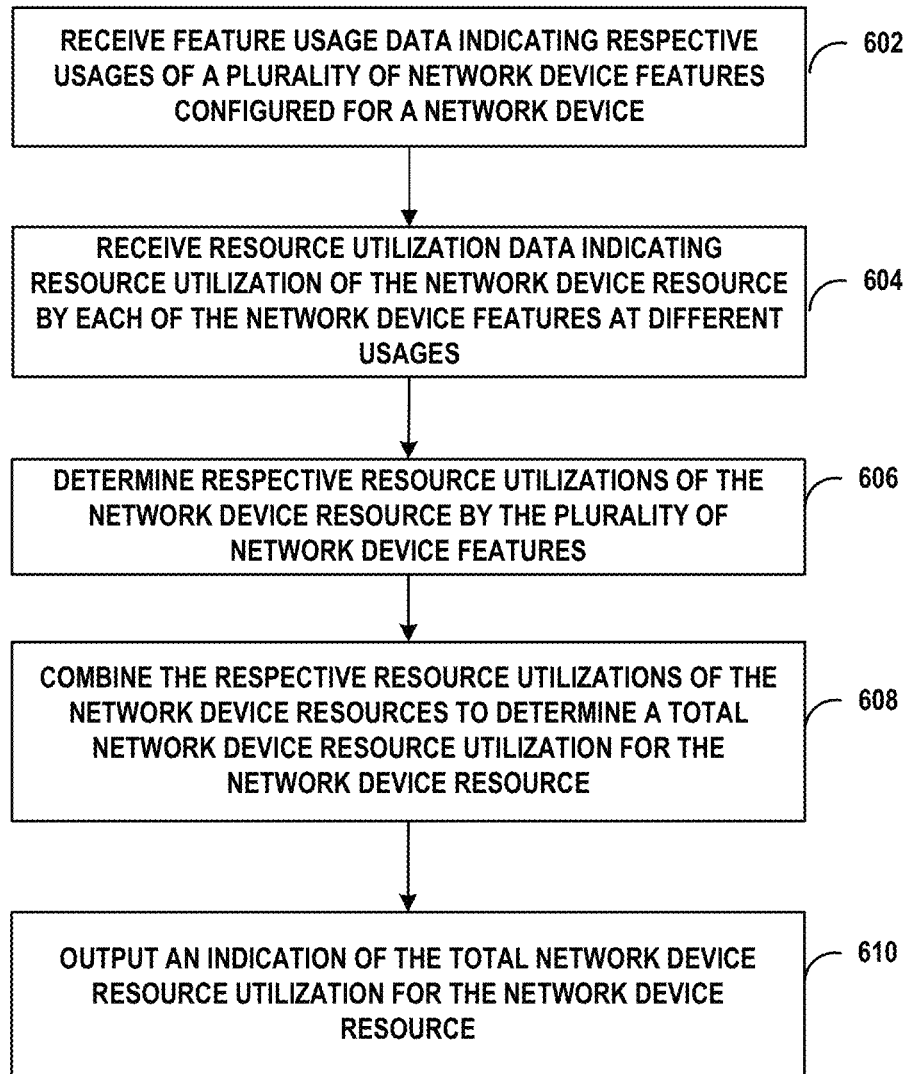 RECEIVE FEATURE USAGE DATA INDICATING RESPECTIVE
USAGES OF A PLURALITY OF NETWORK DEVICE FEATURES
CONFIGURED FOR A NETWORK DEVICE
602
RECEIVE RESOURCE UTILIZATION DATA INDICATING
RESOURCE UTILIZATION OF THE NETWORK DEVICE RESOURCE
BY EACH OF THE NETWORK DEVICE FEATURES AT DIFFERENT
USAGES
604
DETERMINE RESPECTIVE RESOURCE UTILIZATIONS OF THE
NETWORK DEVICE RESOURCE BY THE PLURALITY OF
NETWORK DEVICE FEATURES
606
COMBINE THE RESPECTIVE RESOURCE UTILIZATIONS OF THE
NETWORK DEVICE RESOURCES TO DETERMINE A TOTAL
NETWORK DEVICE RESOURCE UTILIZATION FOR THE
NETWORK DEVICE RESOURCE
608
OUTPUT AN INDICATION OF THE TOTAL NETWORK DEVICE
RESOURCE UTILIZATION FOR THE NETWORK DEVICE
RESOURCE
610